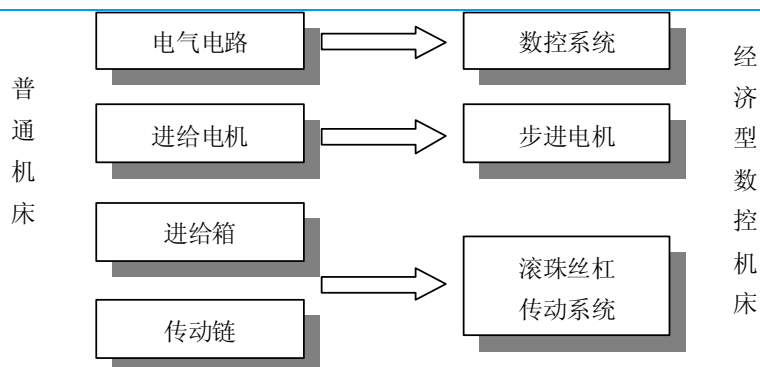 普通机床
电气电路
数控系统
进给电机
步进电机
进给箱
传动链
滚珠丝杠
传动系统
经济型数控机床